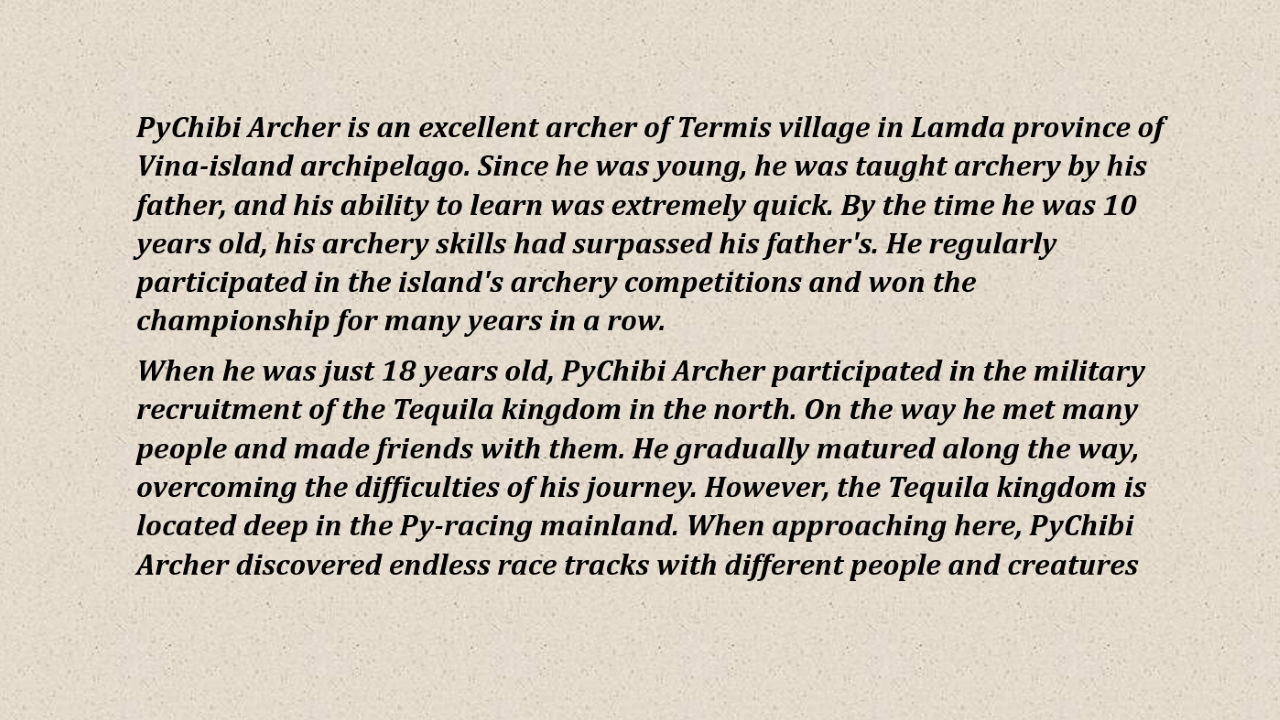 PyChibi Archer is an excellent archer of Termis village in Lamda province of
Vina-island archipelago. Since he was young, he was taught archery by his
father, and his ability to learn was extremely quick. By the time he was 10
years old, his archery skills had surpassed his father's. He regularly
participated in the island's archery competitions and won the
championship for many years in a row.
When he was just 18 years old, PyChibi Archer participated in the military
recruitment of the Tequila kingdom in the north. On the way he met many
people and made friends with them. He gradually matured along the way,
overcoming the difficulties of his journey. However, the Tequila kingdom is
located deep in the Py-racing mainland. When approaching here, PyChibi
Archer discovered endless race tracks with different people and creatures